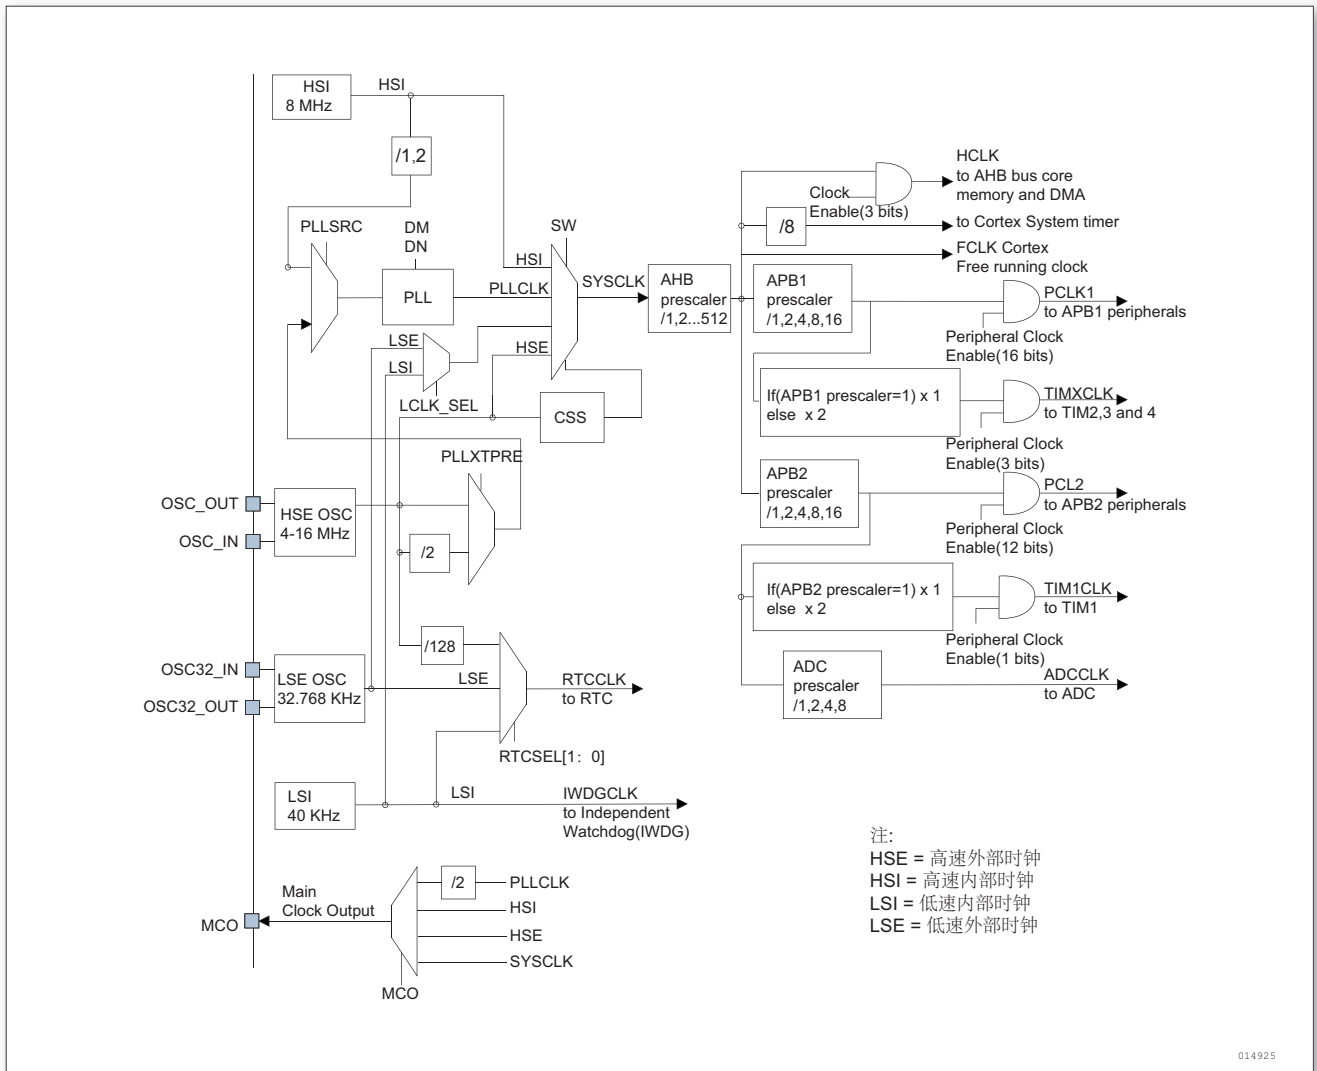 HSI
8 MHz
HSI
/1,2
PLLSRC
DM
DN
PLL
SW
HSI
PLLCLK
SYSCLK
LSE
LSI
HSE
LCLK_SEL
CSS
AHB
prescaler
/1,2...512
APB1
prescaler
/1,2,4,8,16
HCLK
to AHB bus core
memory and DMA
Clock
Enable(3 bits)
/8
to Cortex System timer
FCLK Cortex
Free running clock
PCLK1
to APB1 peripherals
Peripheral Clock
Enable(16 bits)
If(APB1 prescaler=1) x 1
else x 2
TIMXCLK
to TIM2,3 and 4
Peripheral Clock
Enable(3 bits)
PLLXTPRE
OSC_OUT
OSC_IN
HSE OSC
4-16 MHz
/2
APB2
prescaler
/1,2,4,8,16
PCL2
to APB2 peripherals
Peripheral Clock
Enable(12 bits)
If(APB2 prescaler=1) x 1
else x 2
TIM1CLK
to TIM1
Peripheral Clock
Enable(1 bits)
OSC32_IN
OSC32_OUT
LSE OSC
32.768 KHz
/128
LSE
RTCCLK
to RTC
RTCSEL[1：0]
ADC
prescaler
/1,2,4,8
ADCCLK
to ADC
LSI
40 KHz
LSI
IWDGCLK
to Independent
Watchdog(IWDG)
MCO
Main
Clock Output
/2
PLLCLK
HSI
HSE
SYSCLK
MCO
注:
HSE = 高速外部时钟
HSI = 高速内部时钟
LSI = 低速内部时钟
LSE = 低速外部时钟
014925